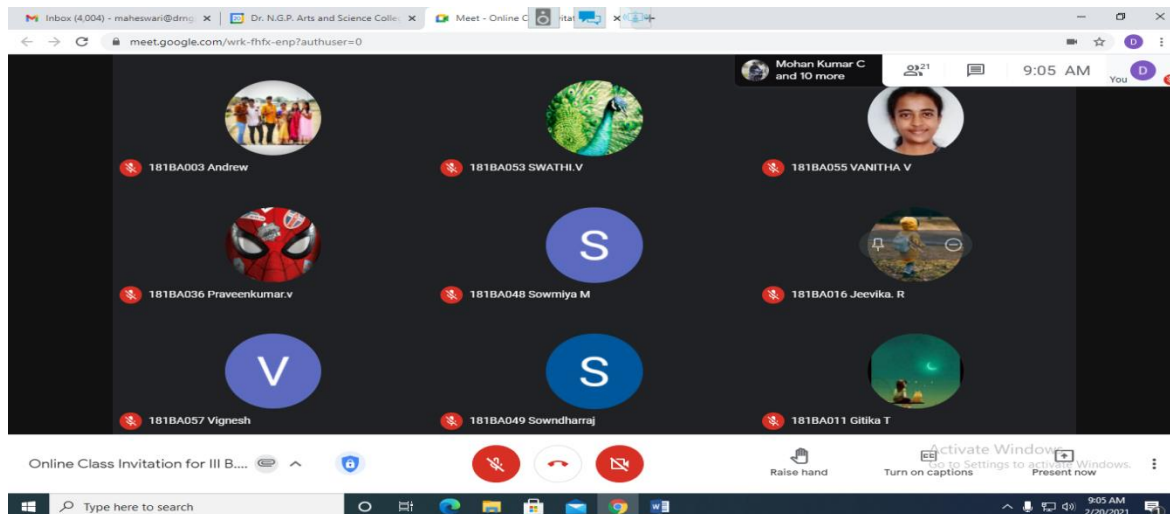 Inbox (4,004) - maheswari@drng
Dr. N.G.P. Arts and Science Colle
Meet - Online C
meet.google.com/wrk-fhfx-enp?authuser=0
D
Mohan Kumar C
and 10 more
21
9:05 AM
You
D
181BA003 Andrew
181BA053 SWATHI.V
181BA055 VANITHA V
S
181BA036 Praveenkumar.v
181BA048 Sowmiya M
181BA016 Jeevika. R
V
S
181BA057 Vignesh
181BA049 Sowndharraj
181BA011 Gitika T
Online Class Invitation for III B....
Raise hand
CC
Turn on captions
Present now
Activate Windows
Go to Settings to activate Windows.
Type here to search
9:05 AM
2/20/2021